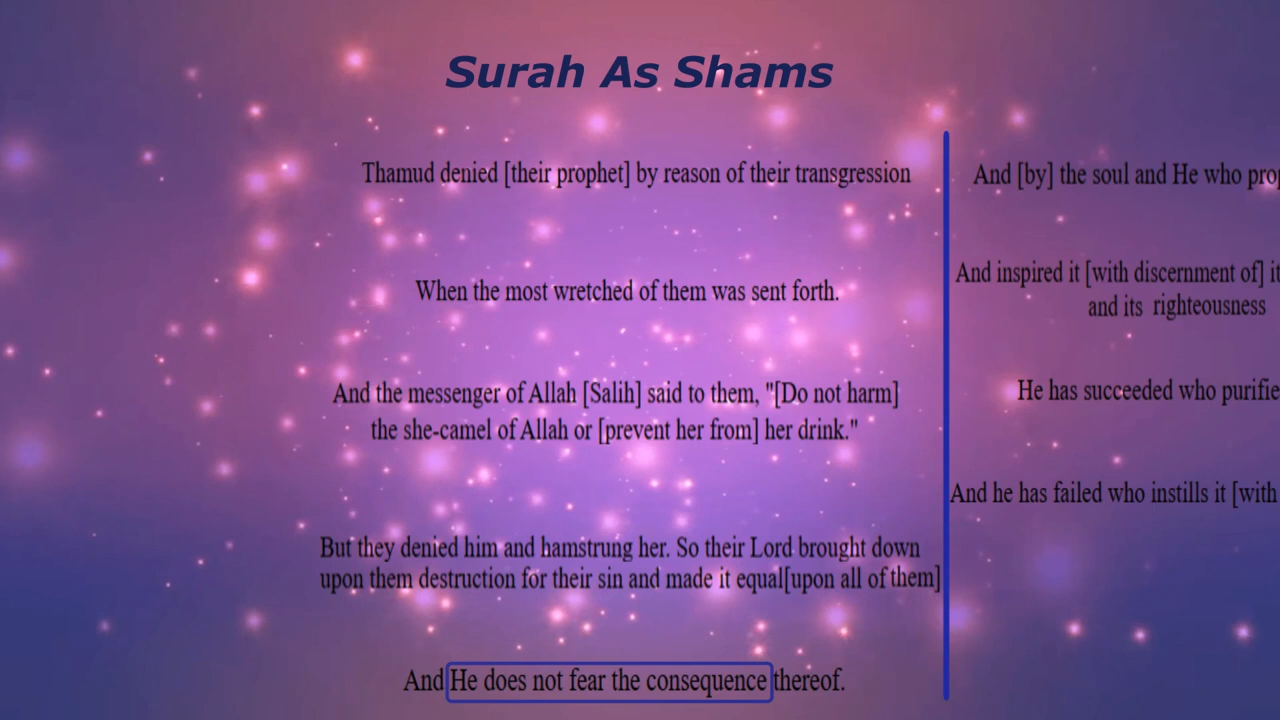 Surah As Shams
Thamud denied [their prophet] by reason of their transgression
When the most wretched of them was sent forth.
And the messenger of Allah [Salih] said to them, "[Do not harm]
the she-camel of Allah or [prevent her from] her drink."
But they denied him and hamstrung her. So their Lord brought down
upon them destruction for their sin and made it equal[upon all of them]
And He does not fear the consequence thereof.
And [by] the soul and He who
And inspired it [with discernment of]
and its righteousness
He has succeeded who
And he has failed who instills it [with